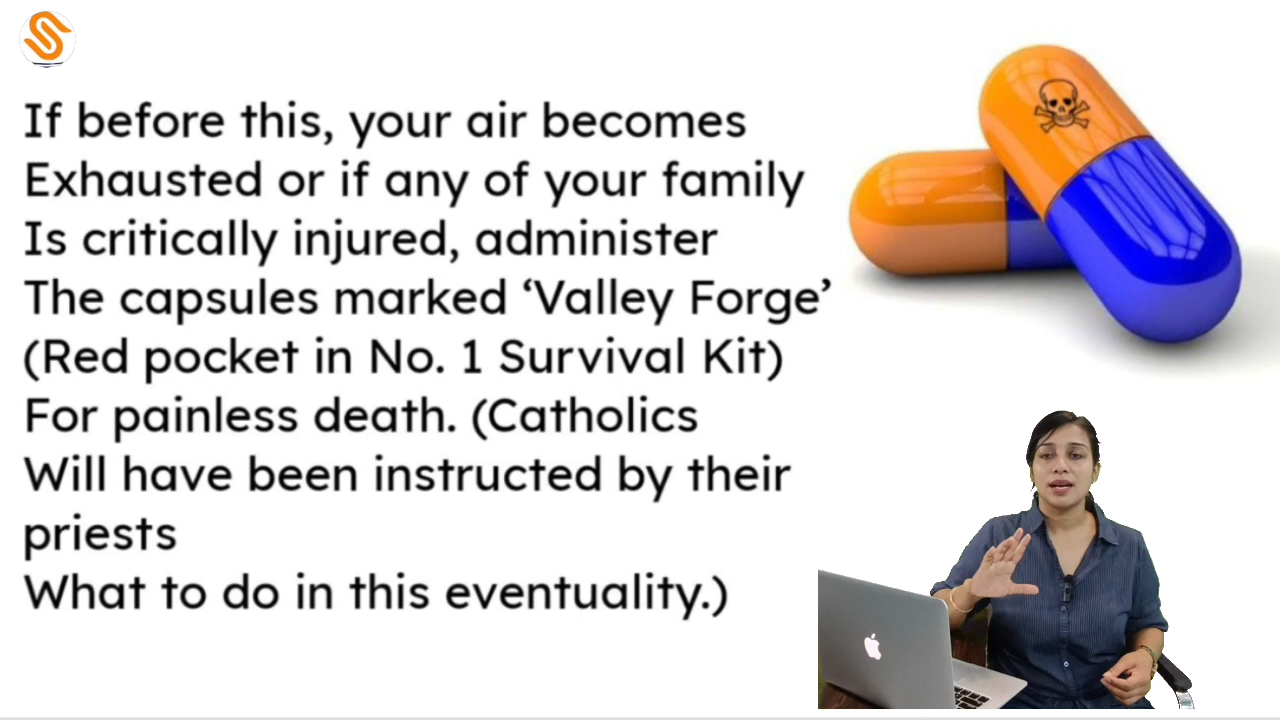 If before this, your air becomes
Exhausted or if any of your family
Is critically injured, administer
The capsules marked ‘Valley Forge’
(Red pocket in No. 1 Survival Kit)
For painless death. (Catholics
Will have been instructed by their
priests
What to do in this eventuality.)